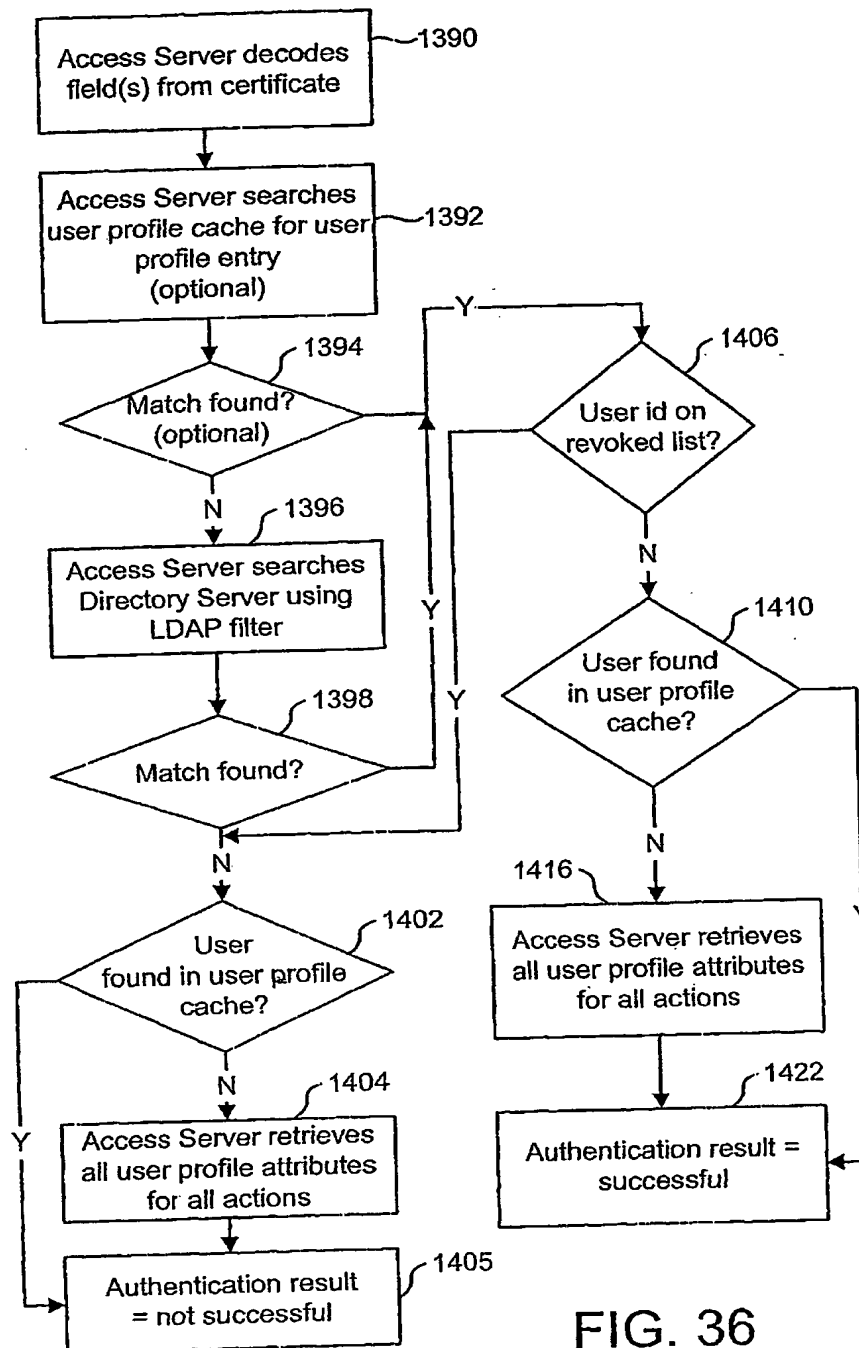 Access Server decodes
field(s) from certificate
1390
Access Server searches
user profile cache for user
profile entry
(optional)
1392
1394
Match found?
(optional)
Y
N
1396
Access Server searches
Directory Server using
LDAP filter
Y
1398
Match found?
N
1402
User
found in user profile
cache?
Y
N
1404
Access Server retrieves
all user profile attributes
for all actions
1405
Authentication result
= not successful
1406
User id on
revoked list?
Y
N
1410
User found
in user profile
cache?
N
Y
1416
Access Server retrieves
all user profile attributes
for all actions
1422
Authentication result =
successful
FIG. 36